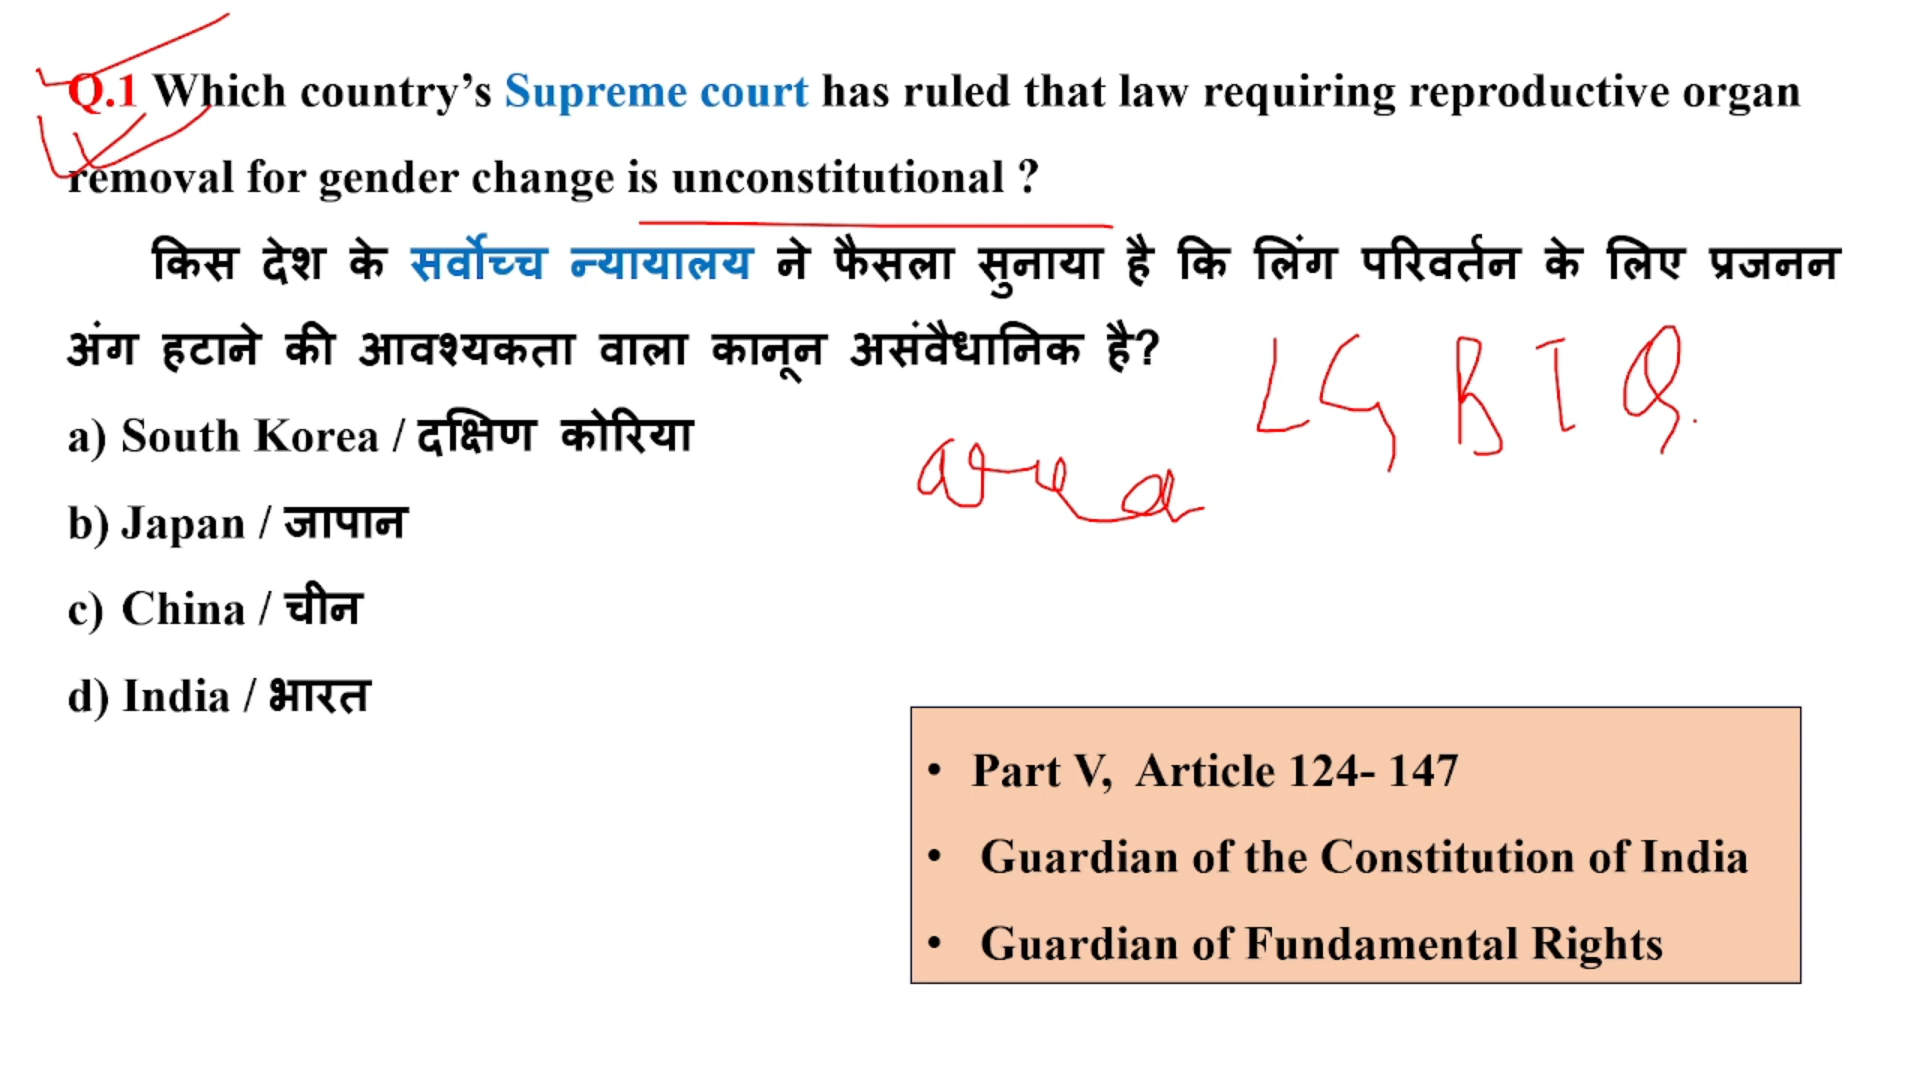 Q.1 Which country’s Supreme court has ruled that law requiring reproductive organ
removal for gender change is unconstitutional ?
किस देश के सर्वोच्च न्यायालय ने फैसला सुनाया है कि लिंग परिवर्तन के लिए प्रजनन
अंग हटाने की आवश्यकता वाला कानून असंवैधानिक है?
LGBTQ
a) South Korea / दक्षिण कोरिया
b) Japan / जापान
c) China / चीन
d) India / भारत
• Part V, Article 124- 147
• Guardian of the Constitution of India
• Guardian of Fundamental Rights